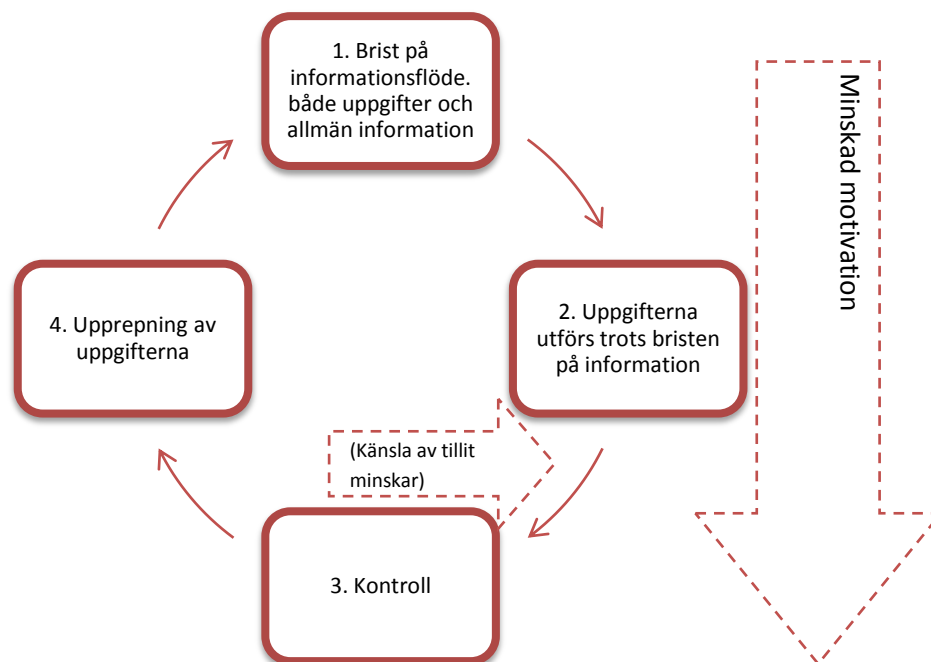 1. Brist på
informationsflöde.
både uppgifter och
allmän information
Minskad motivation
2. Uppgifterna
utförs trots bristen
på information
(Känsla av tillit
minskar)
3. Kontroll
4. Upprepning av
uppgifterna